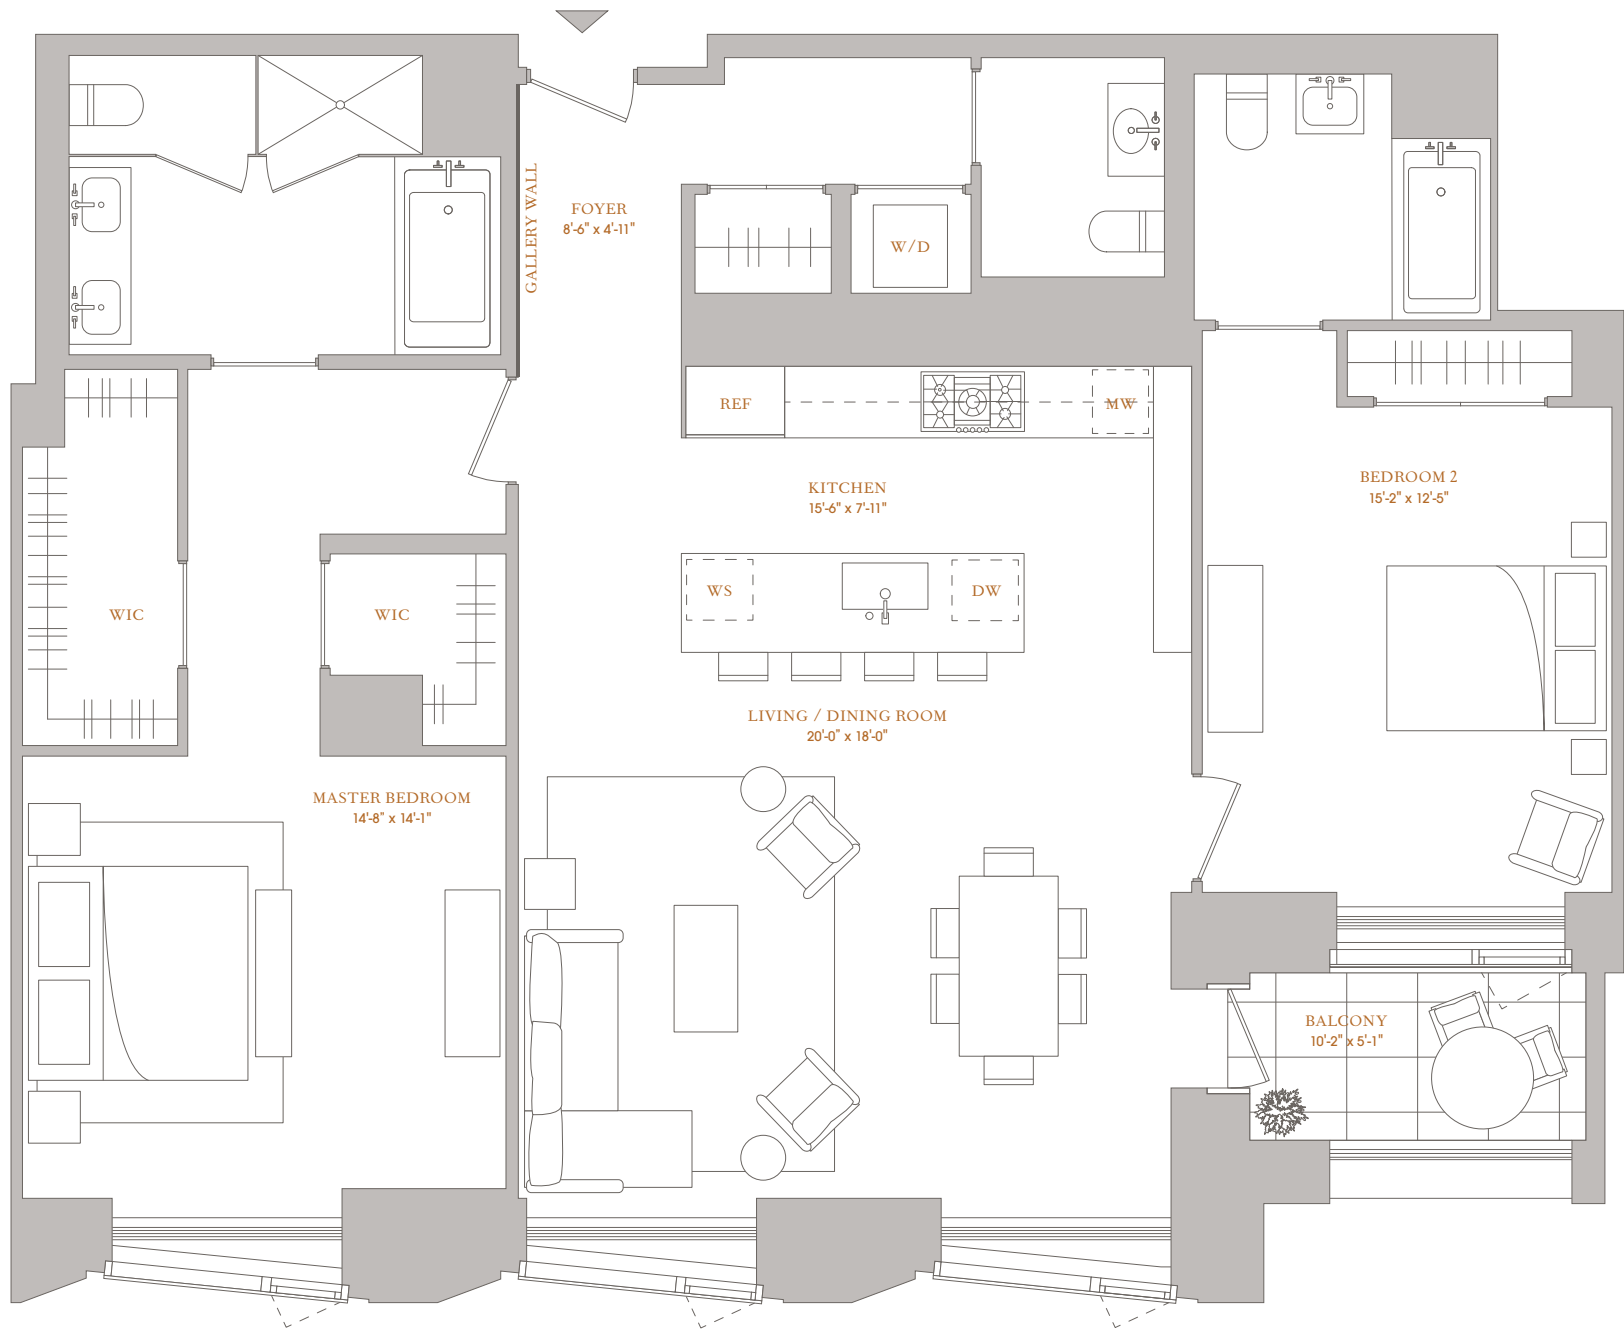 GALLERY WALL
FOYER
8'-6" x 4'-11"
W/D
REF
MW
KITCHEN
15'-6" x 7'-11"
BEDROOM 2
15'-2" x 12'-5"
WS
DW
WIC
WIC
LIVING / DINING ROOM
20'-0" x 18'-0"
MASTER BEDROOM
14'-8" x 14'-1"
BALCONY
10'-2" x 5'-1"